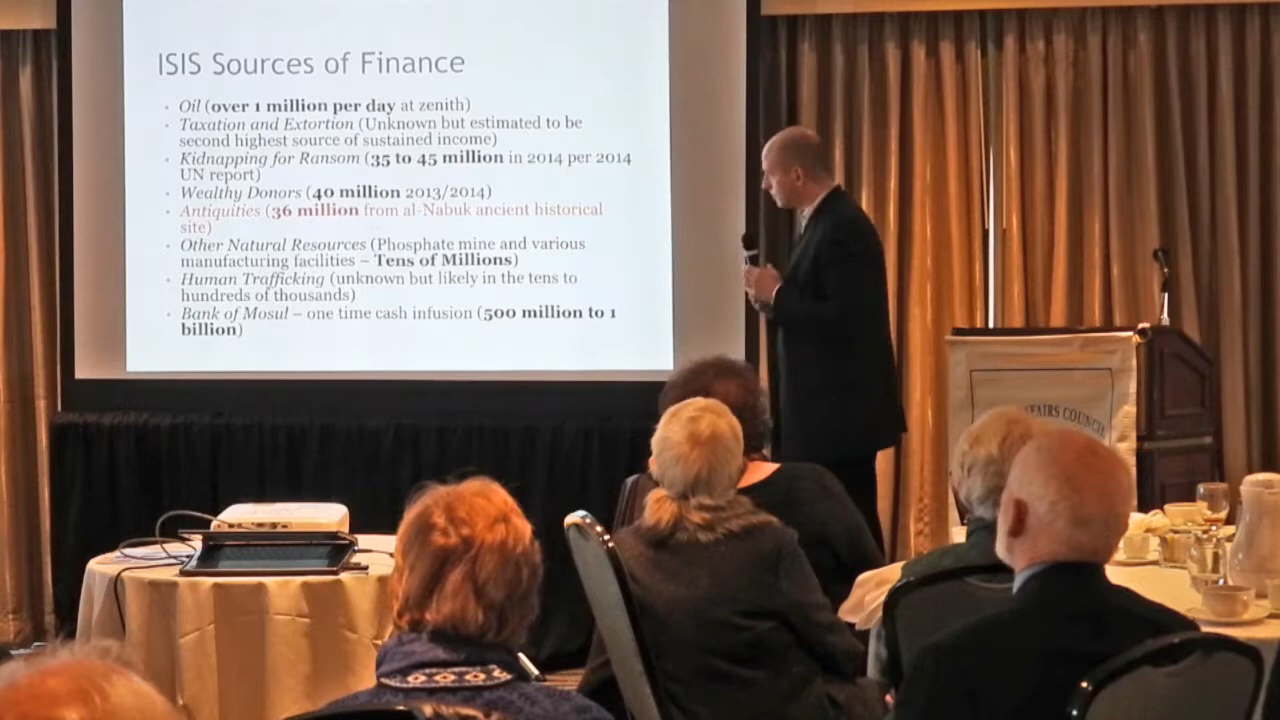 ISIS Sources of Finance
• Oil (over 1 million per day at zenith)
• Taxation and Extortion (Unknown but estimated to be
second highest source of sustained income)
• Kidnapping for Ransom (35 to 45 million in 2014 per 2014
UN report)
• Wealthy Donors (40 million 2013/2014)
• Antiquities (36 million from al-Nabuk ancient historical
site)
• Other Natural Resources (Phosphate mine and various
manufacturing facilities – Tens of Millions)
• Human Trafficking (unknown but likely in the tens to
hundreds of thousands)
• Bank of Mosul – one time cash infusion (500 million to 1
billion)
FAIRS COUNCIL